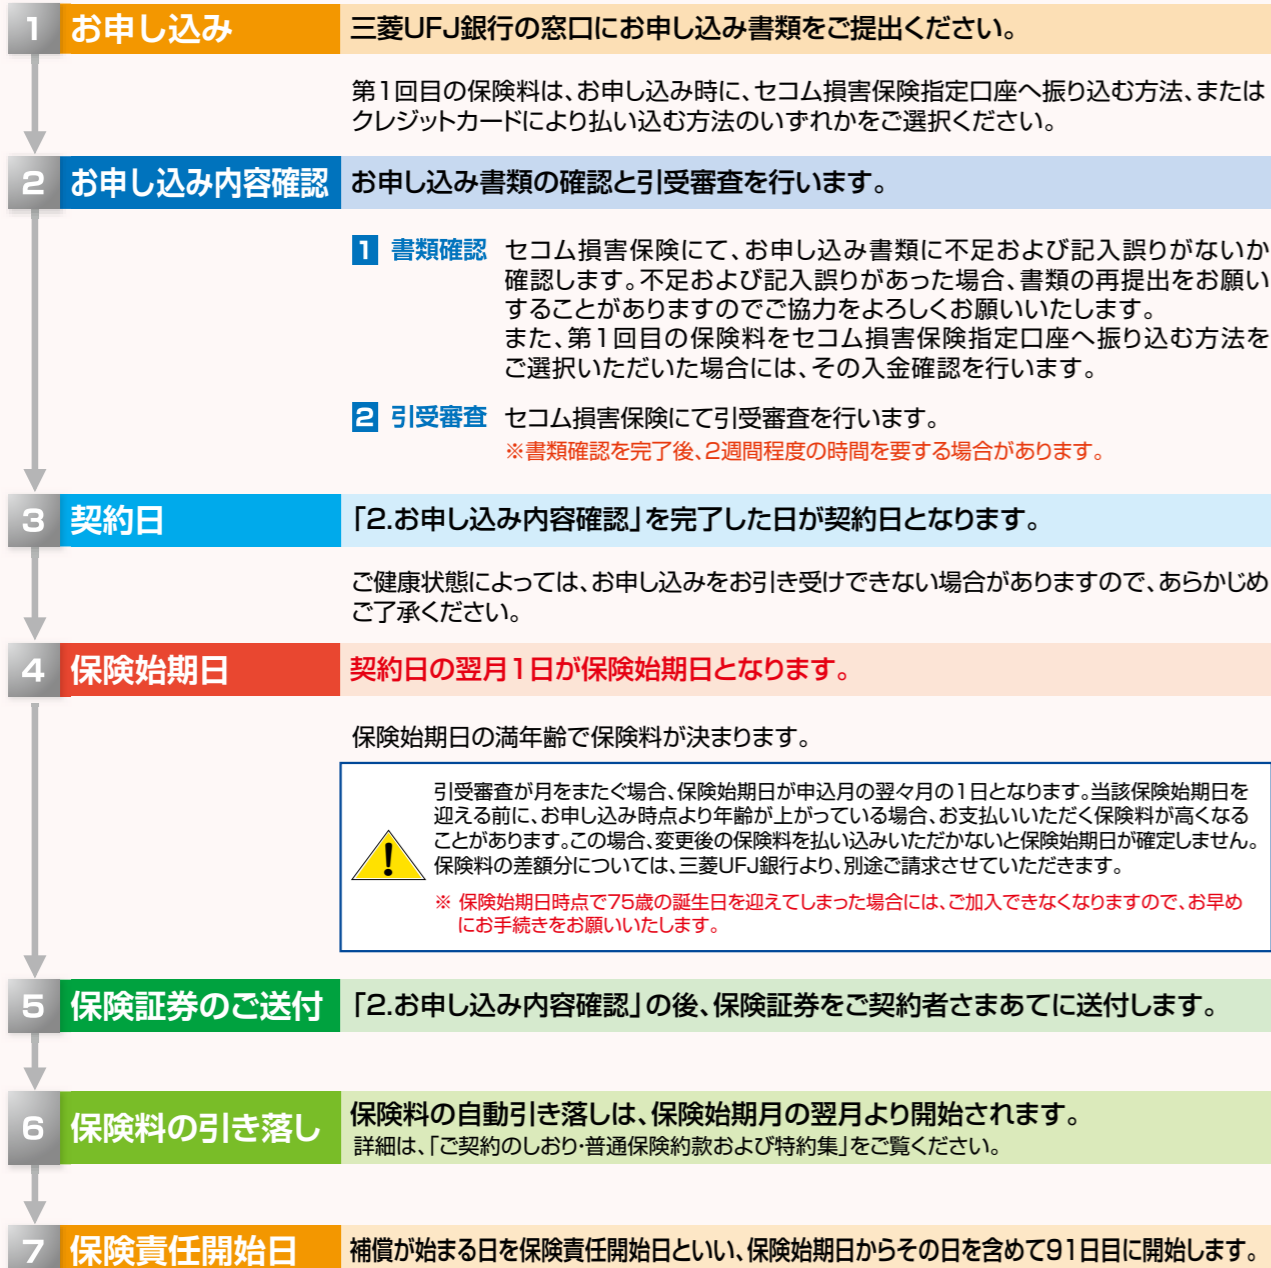 1 お申し込み 三菱UFJ銀行の窓口にお申し込み書類をご提出ください。
第1回目の保険料は、お申し込み時に、セコム損害保険指定口座へ振り込む方法、または
クレジットカードにより払い込む方法のいずれかをご選択ください。
2 お申し込み内容確認 お申し込み書類の確認と引受審査を行います。
1 書類確認 セコム損害保険にて、お申し込み書類に不足および記入誤りがないか
確認します。不足および記入誤りがあった場合、書類の再提出をお願い
することがありますのでご協力をよろしくお願いいたします。
また、第1回目の保険料をセコム損害保険指定口座へ振り込む方法を
ご選択いただいた場合には、その入金確認を行います。
2 引受審査 セコム損害保険にて引受審査を行います。
※書類確認を完了後、2週間程度の時間を要する場合があります。
3 契約日 「2.お申し込み内容確認」を完了した日が契約日となります。
ご健康状態によっては、お申し込みをお引き受けできない場合がありますので、あらかじめ
ご了承ください。
4 保険始期日 契約日の翌月1日が保険始期日となります。
保険始期日の満年齢で保険料が決まります。
引受審査が月をまたぐ場合、保険始期日が申込月の翌々月の1日となります。当該保険始期日を
迎える前に、お申し込み時点より年齢が上がっている場合、お支払いいただく保険料が高くなる
ことがあります。この場合、変更後の保険料を払い込みいただかないと保険始期日が確定しません。
保険料の差額分については、三菱UFJ銀行より、別途ご請求させていただきます。
※ 保険始期日時点で75歳の誕生日を迎えてしまった場合には、ご加入できなくなりますので、お早め
にお手続きをお願いいたします。
5 保険証券のご送付 「2.お申し込み内容確認」の後、保険証券をご契約者さまあてに送付します。
6 保険料の引き落し 保険料の自動引き落しは、保険始期月の翌月より開始されます。
詳細は、「ご契約のしおり・普通保険約款および特約集」をご覧ください。
7 保険責任開始日 補償が始まる日を保険責任開始日といい、保険始期日からその日を含めて91日目に開始します。